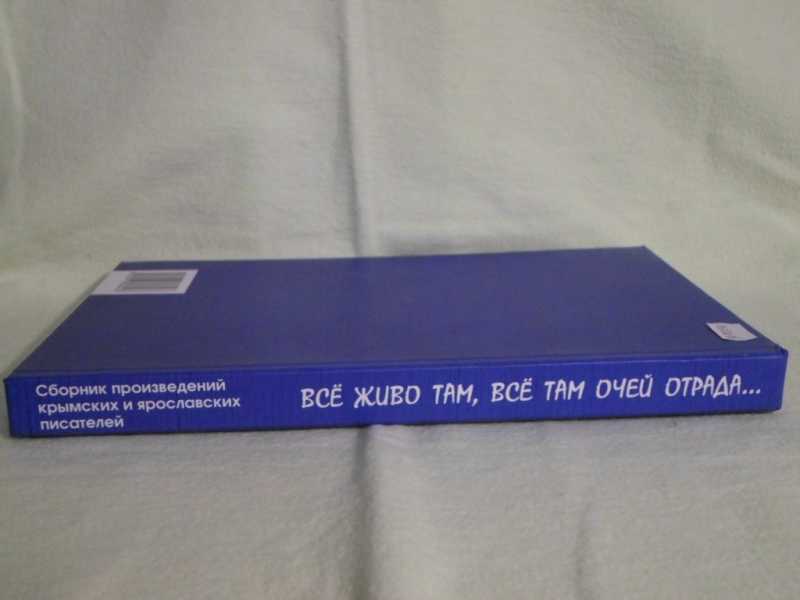 Сборник произведений
крымских и ярославских
писателей
ВСЁ ЖИВО ТАМ, ВСЁ ТАМ ОЧЕЙ ОТРАДА...